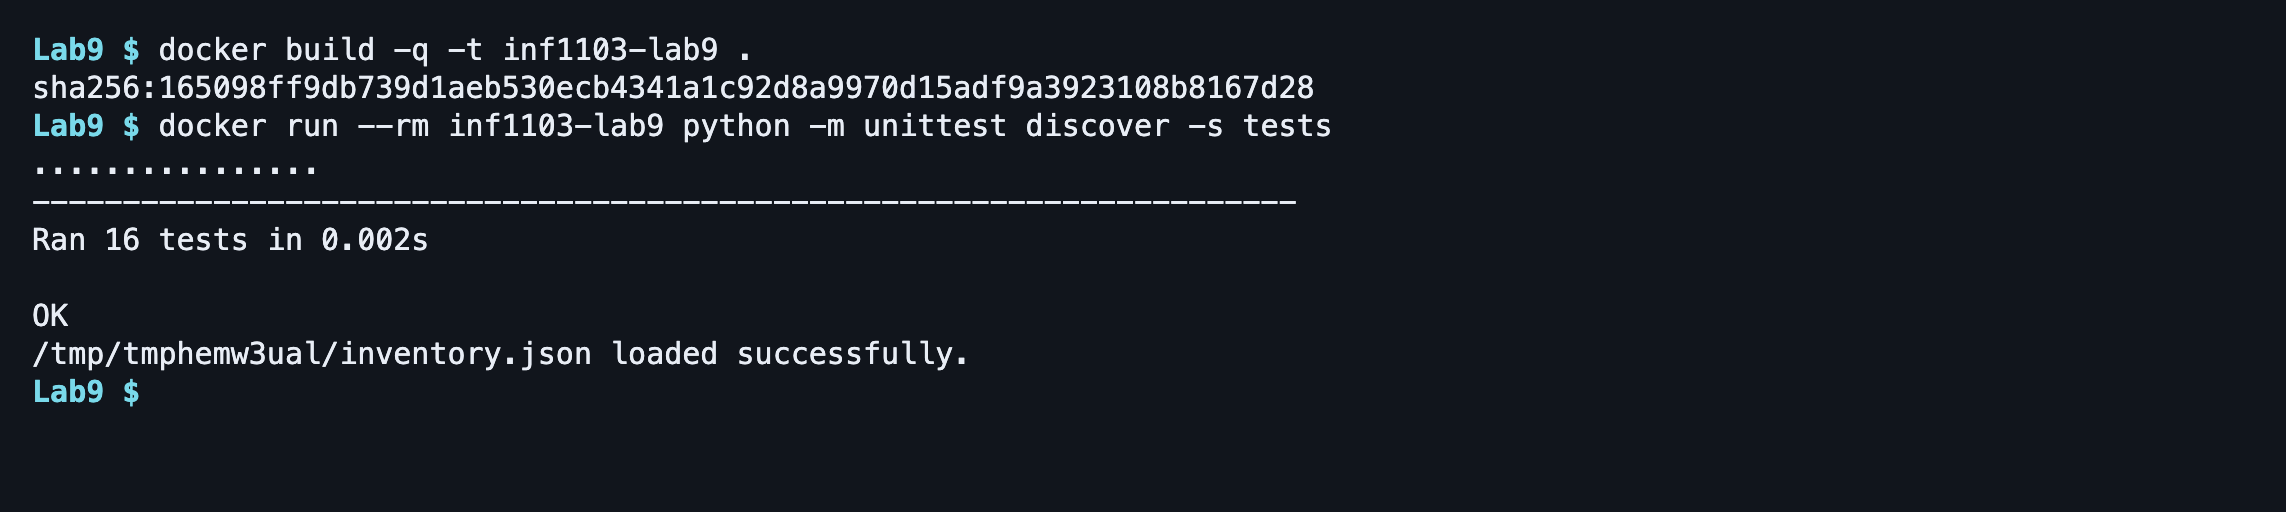 Lab9 $ docker build -q -t inf1103-lab9 .
sha256:165098ff9db739d1aeb530ecb4341a1c92d8a9970d15adf9a3923108b8167d28
Lab9 $ docker run --rm inf1103-lab9 python -m unittest discover -s tests
................
----------------------------------------------------------------------
Ran 16 tests in 0.002s

OK
/tmp/tmphemw3ual/inventory.json loaded successfully.
Lab9 $